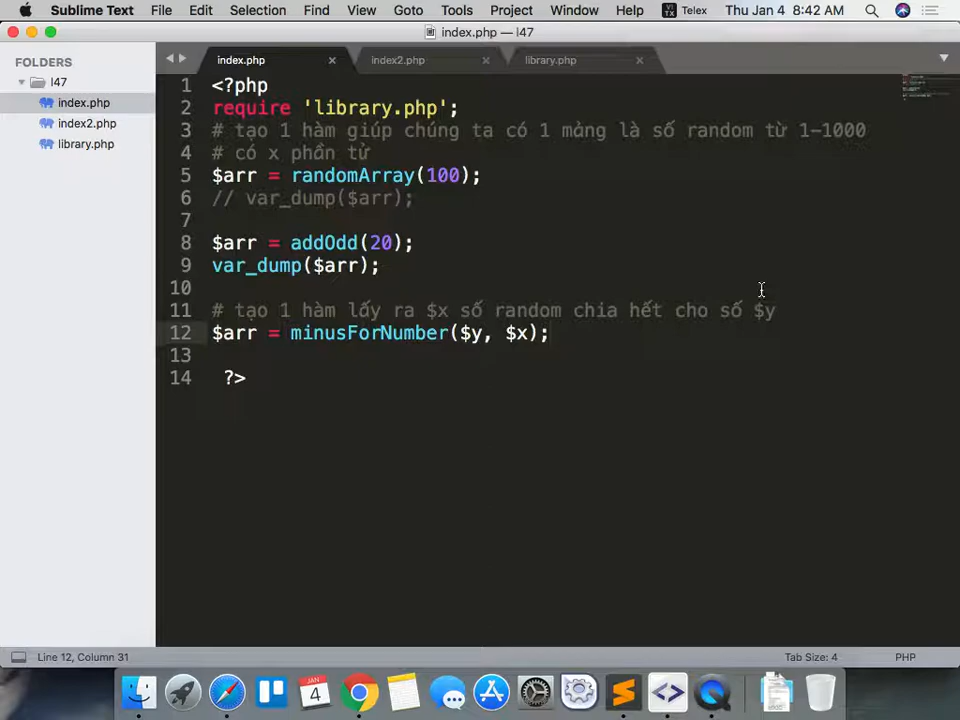 Sublime Text File Edit Selection Find View Goto Tools Project Window Help VI TX Telex Thu Jan 4 8:42 AM
index.php — l47
FOLDERS
l47
index.php
index2.php
library.php
index.php × index2.php × library.php ×
1 <?php
2 require 'library.php';
3 # tạo 1 hàm giúp chúng ta có 1 mảng là số random từ 1-1000
4 # có x phần tử
5 $arr = randomArray(100);
6 // var_dump($arr);
7
8 $arr = addOdd(20);
9 var_dump($arr);
10
11 # tạo 1 hàm lấy ra $x số random chia hết cho số $y
12 $arr = minusForNumber($y, $x);
13
14 ?>
Line 12, Column 31 Tab Size: 4 PHP
JAN
4